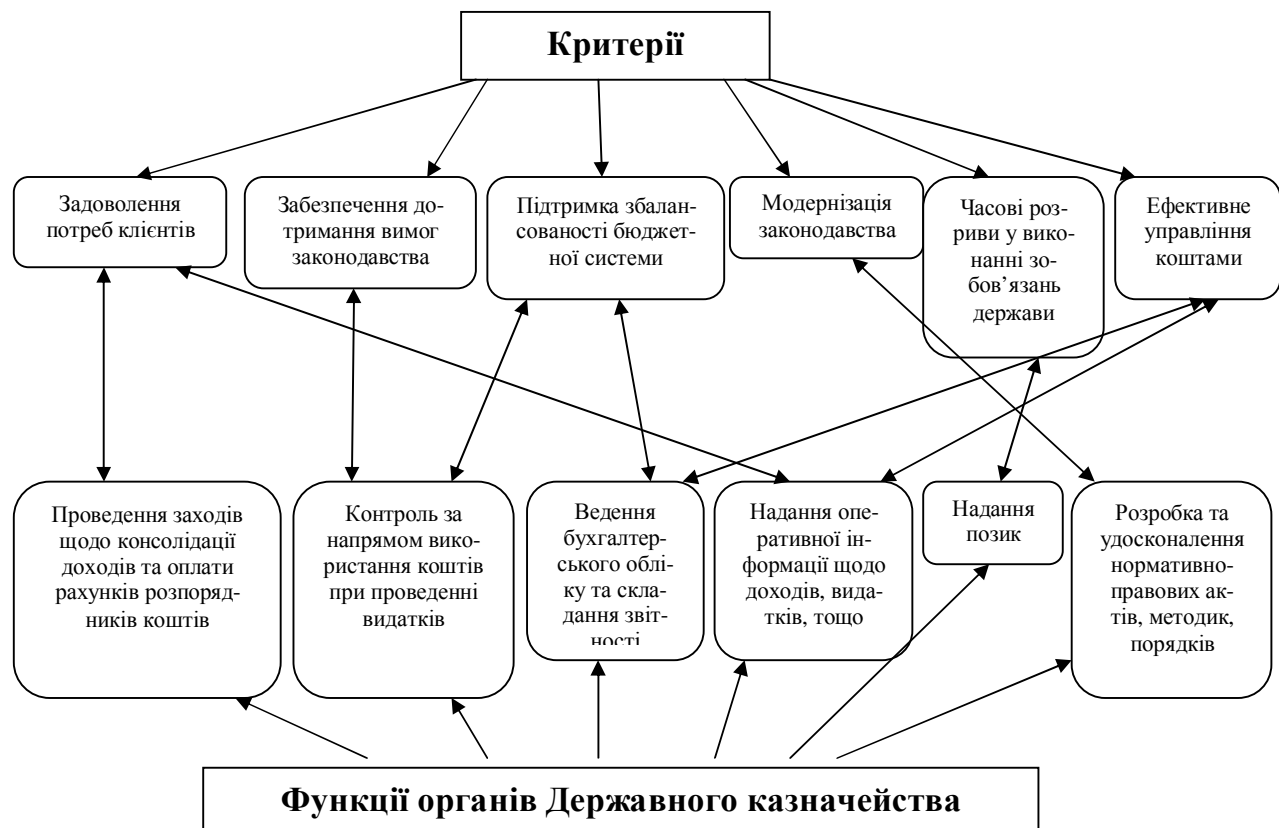 Критерії
Задоволення
потреб клієнтів
Забезпечення до-
тримання вимог
законодавства
Підтримка збалан-
сованості бюджет-
ної системи
Модернізація
законодавства
Часові роз-
риви у вико-
нанні зо-
бов’язань
держави
Ефективне
управління
коштами
Проведення заходів
щодо консолідації
доходів та оплати
рахунків розпоряд-
ників коштів
Контроль за
напрямом вико-
ристання коштів
при проведенні
видатків
Ведення
бухгалтер-
ського облі-
ку та скла-
дання звіт-
ності
Надання опе-
ративної ін-
формації щодо
доходів, видат-
ків, тощо
Надання
позик
Розробка та
удосконалення
нормативно-
правових ак-
тів, методик,
порядків
Функції органів Державного казначейства